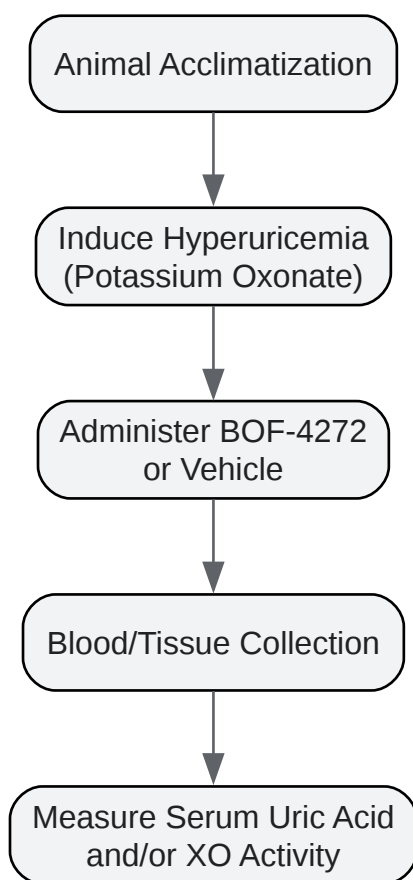 Animal Acclimatization
Induce Hyperuricemia
(Potassium Oxonate)
Administer BOF-4272
or Vehicle
Blood/Tissue Collection
Measure Serum Uric Acid
and/or XO Activity